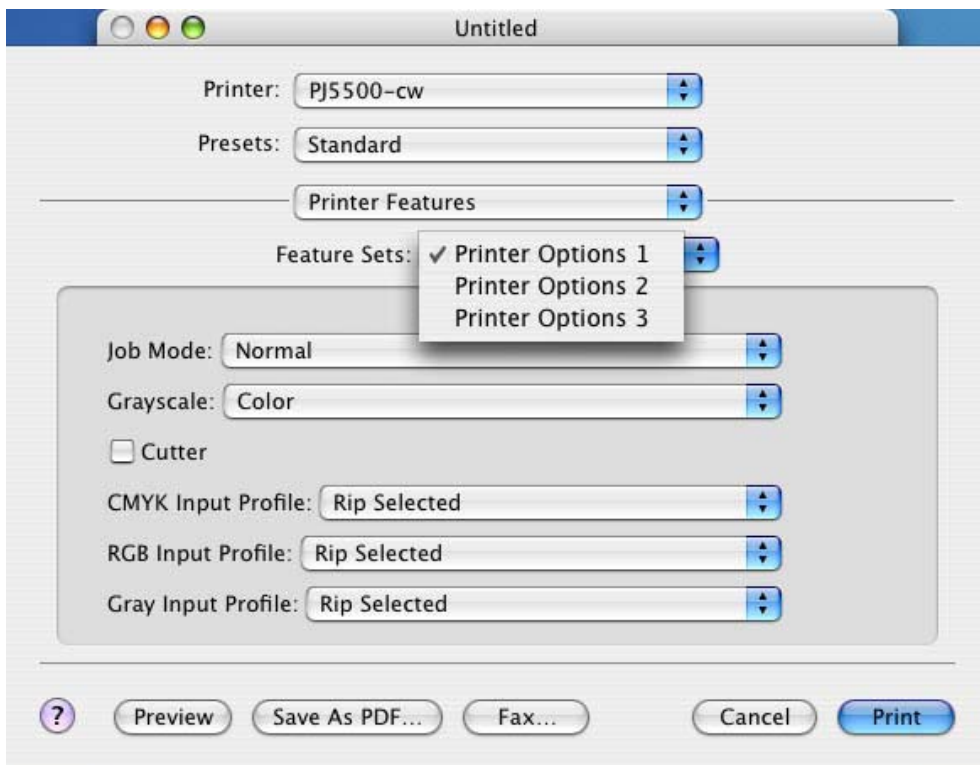 Untitled
Printer: PJ5500-cw
Presets: Standard
Printer Features
Feature Sets: ✓ Printer Options 1
Printer Options 2
Printer Options 3
Job Mode: Normal
Grayscale: Color
Cutter
CMYK Input Profile: Rip Selected
RGB Input Profile: Rip Selected
Gray Input Profile: Rip Selected
? Preview Save As PDF... Fax... Cancel Print